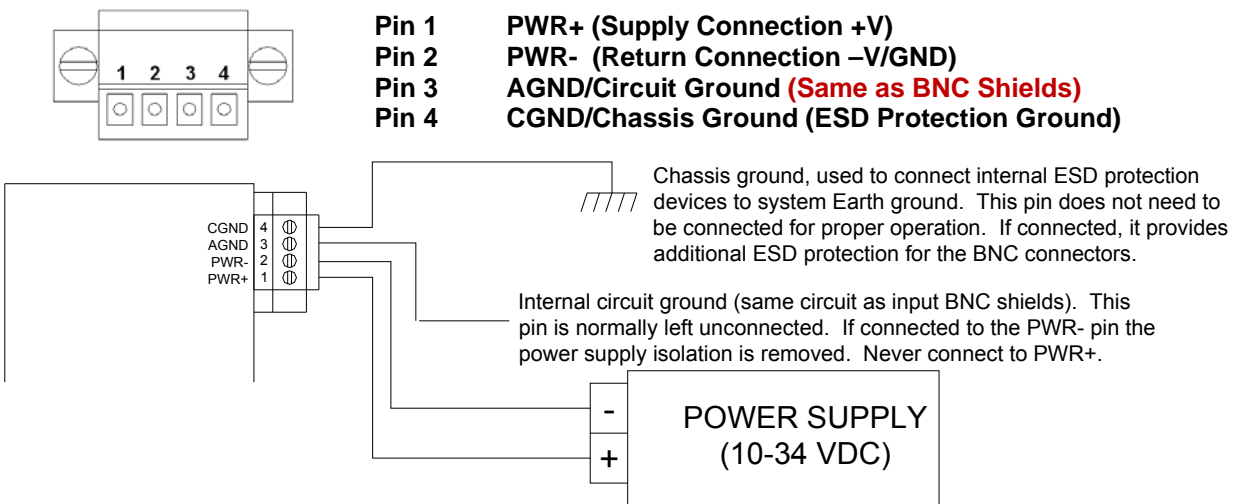 1 2 3 4
Pin 1 PWR+ (Supply Connection +V)
Pin 2 PWR- (Return Connection –V/GND)
Pin 3 AGND/Circuit Ground (Same as BNC Shields)
Pin 4 CGND/Chassis Ground (ESD Protection Ground)
Chassis ground, used to connect internal ESD protection
devices to system Earth ground. This pin does not need to
be connected for proper operation. If connected, it provides
additional ESD protection for the BNC connectors.
CGND 4
AGND 3
PWR- 2
PWR+ 1
Internal circuit ground (same circuit as input BNC shields). This
pin is normally left unconnected. If connected to the PWR- pin the
power supply isolation is removed. Never connect to PWR+.
-
+
POWER SUPPLY
(10-34 VDC)